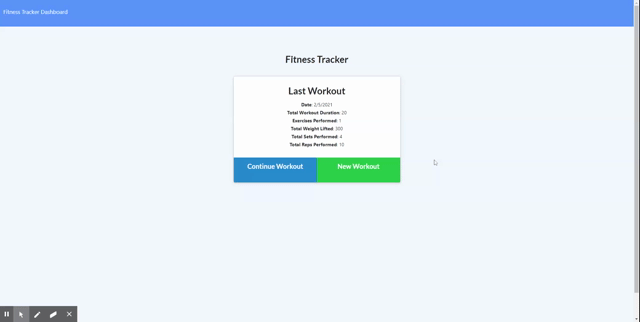 Fitness Tracker Dashboard
Fitness Tracker
Last Workout
Date: 2/5/2021
Total Workout Duration: 20
Exercises Performed: 1
Total Weight Lifted: 300
Total Sets Performed: 4
Total Reps Performed: 10
Continue Workout
New Workout